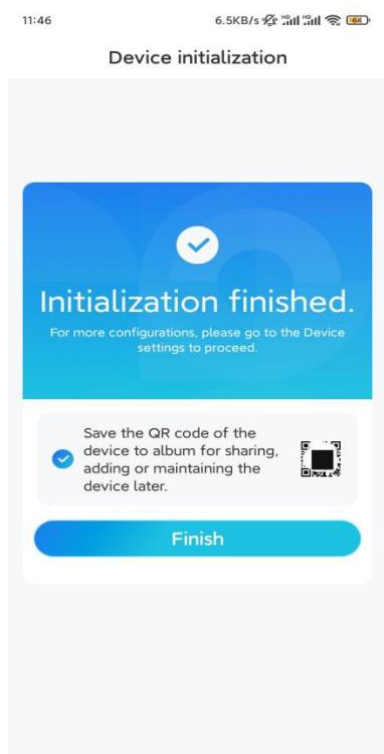 11:46
6.5KB/s
64
Device initialization
Initialization finished.
For more configurations, please go to the Device
settings to proceed.
Save the QR code of the
device to album for sharing,
adding or maintaining the
device later.
Finish